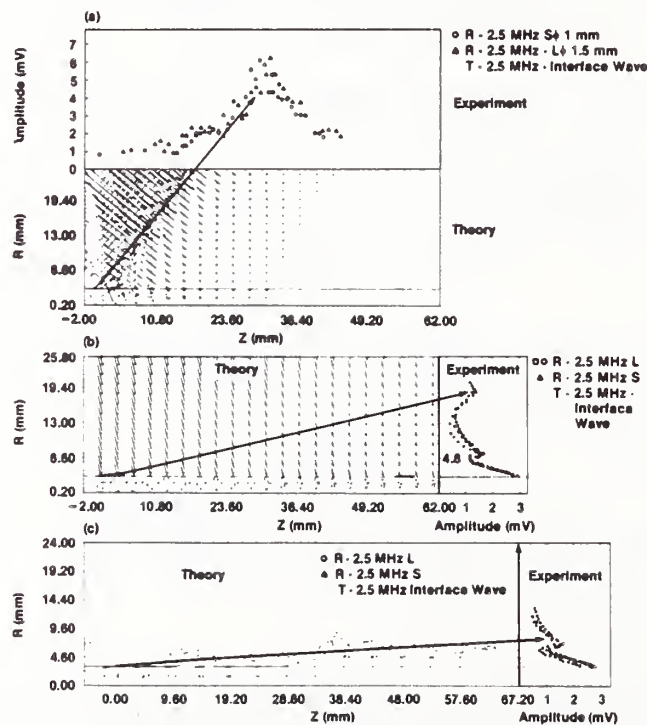 (a)
○ R - 2.5 MHz Sϕ 1 mm
▲ R - 2.5 MHz - Lϕ 1.5 mm
T - 2.5 MHz - Interface Wave
Amplitude (mV)
8
7
6
5
4
3
2
1
0
Experiment
R (mm)
19.40
13.00
6.60
0.20
Theory
−2.00 10.80 23.60 36.40 49.20 62.00
Z (mm)
(b)
R (mm)
25.80
19.40
13.00
6.60
0.20
Theory
Experiment
4.8
○○ R - 2.5 MHz L
▲ R - 2.5 MHz S
T - 2.5 MHz -
Interface
Wave
−2.00 10.80 23.60 36.40 49.20 62.00 1 2 3
Z (mm) Amplitude (mV)
(c)
R (mm)
24.00
19.20
14.40
9.60
4.60
0.00
Theory
○ R - 2.5 MHz L
▲ R - 2.5 MHz S
T - 2.5 MHz Interface Wave
Experiment
0.00 9.60 19.20 28.80 38.40 48.00 57.60 67.20 1 2 3
Z (mm) Amplitude (mV)